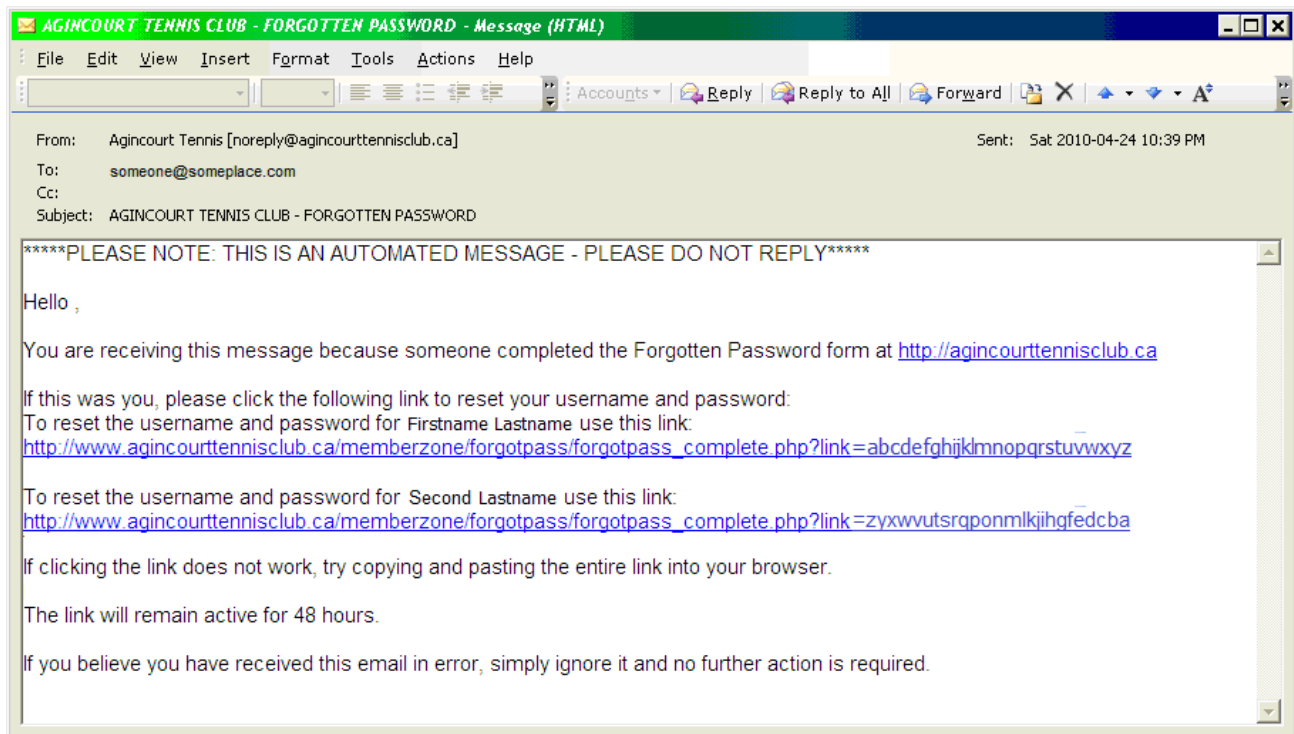 AGINCOURT TENNIS CLUB - FORGOTTEN PASSWORD - Message (HTML)
File Edit View Insert Format Tools Actions Help
Accounts Reply Reply to All Forward A
From: Agincourt Tennis [noreply@agincourttennisclub.ca] Sent: Sat 2010-04-24 10:39 PM
To: someone@someplace.com
Cc:
Subject: AGINCOURT TENNIS CLUB - FORGOTTEN PASSWORD
*****PLEASE NOTE: THIS IS AN AUTOMATED MESSAGE - PLEASE DO NOT REPLY*****
Hello ,
You are receiving this message because someone completed the Forgotten Password form at http://agincourttennisclub.ca
If this was you, please click the following link to reset your username and password:
To reset the username and password for Firstname Lastname use this link:
http://www.agincourttennisclub.ca/memberzone/forgotpass/forgotpass_complete.php?link=abcdefghijklmnopqrstuvwxyz
To reset the username and password for Second Lastname use this link:
http://www.agincourttennisclub.ca/memberzone/forgotpass/forgotpass_complete.php?link=zyxwvutsrqponmlkjihgfedcba
If clicking the link does not work, try copying and pasting the entire link into your browser.
The link will remain active for 48 hours.
If you believe you have received this email in error, simply ignore it and no further action is required.